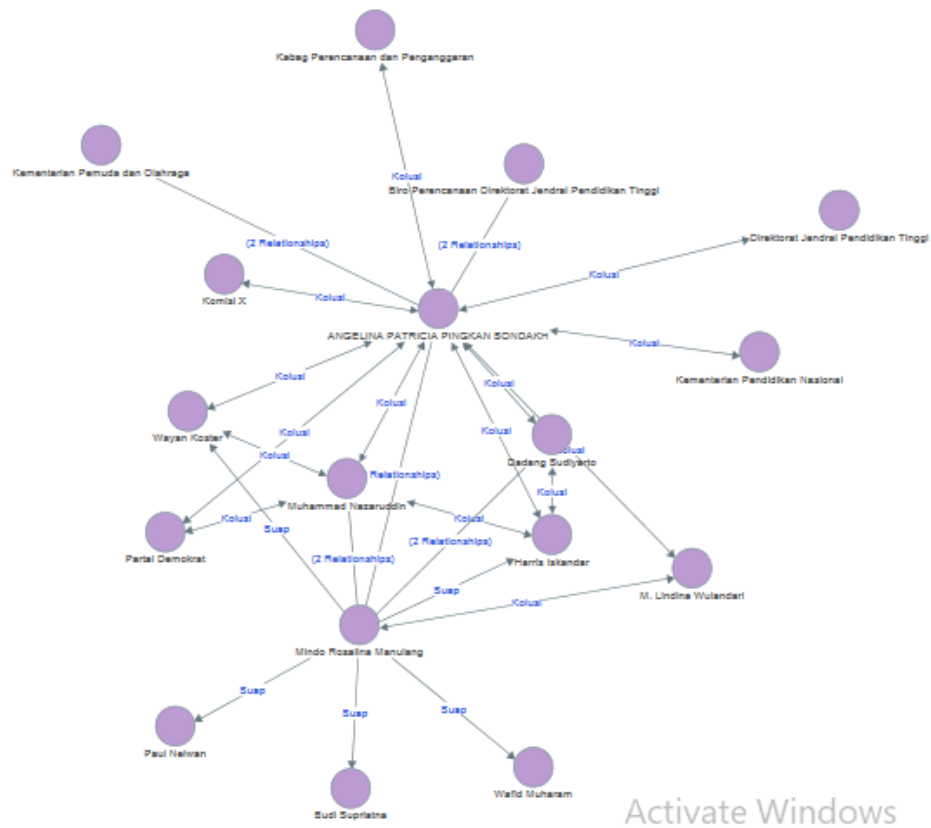 Kabag Perencanaan dan Penganggaran
Kementerian Pemuda dan Olahraga
Kolusi
Biro Perencanaan Direktorat Jendral Pendidikan Tinggi
Direktorat Jendral Pendidikan Tinggi
(2 Relationships)
(2 Relationships)
Kolusi
Komisi X
Kolusi
ANGELINA PATRICIA PINGKAN SONDAKH
Kolusi
Kementerian Pendidikan Nasional
Kolusi
Kolusi
Kolusi
Wayan Koster
Kolusi
Kolusi
Kolusi
Kolusi
Dadang Sudiyarto
Relationships)
Kolusi
Muhammad Nazaruddin
Kolusi
Kolusi
Suap
(2 Relationships)
Partai Demokrat
(2 Relationships)
Harris Iskandar
Suap
Kolusi
M. Lindina Wulandari
Mindo Rosalina Manulang
Suap
Suap
Suap
Paul Nelwan
Wafid Muharam
Sudi Supriatna
Activate Windows